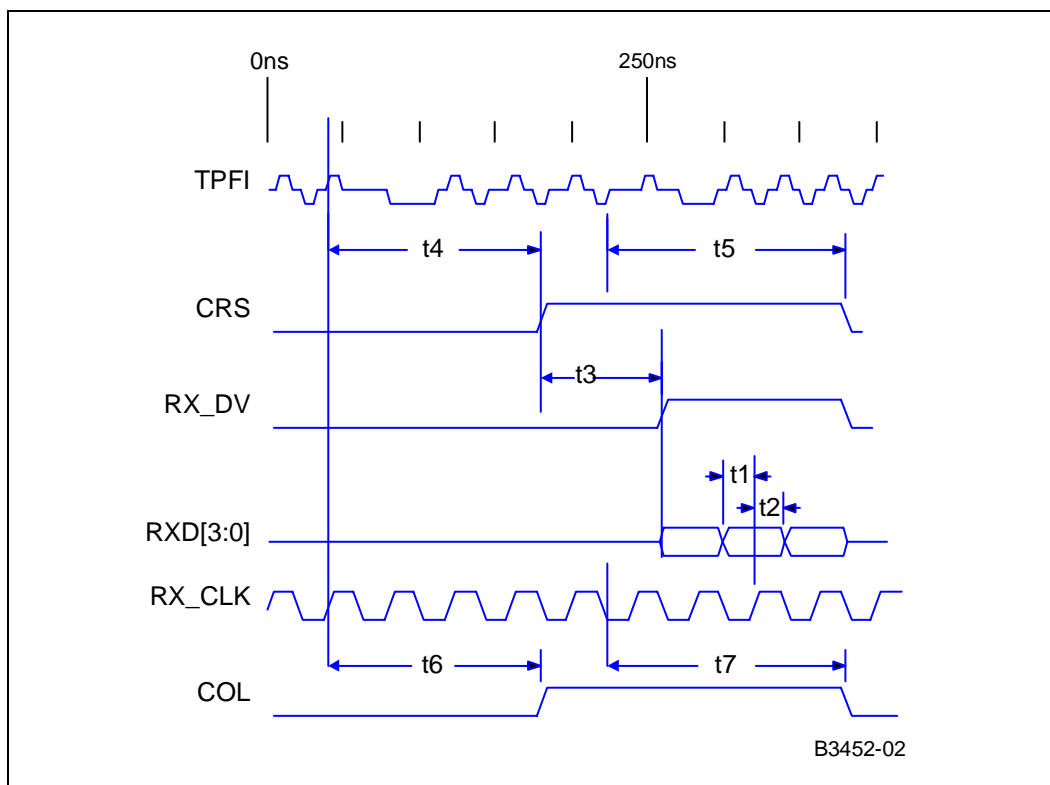 0ns 250ns
TPFI
t4 t5
CRS
t3
RX_DV
t1
t2
RXD[3:0]
RX_CLK
t6 t7
COL
B3452-02